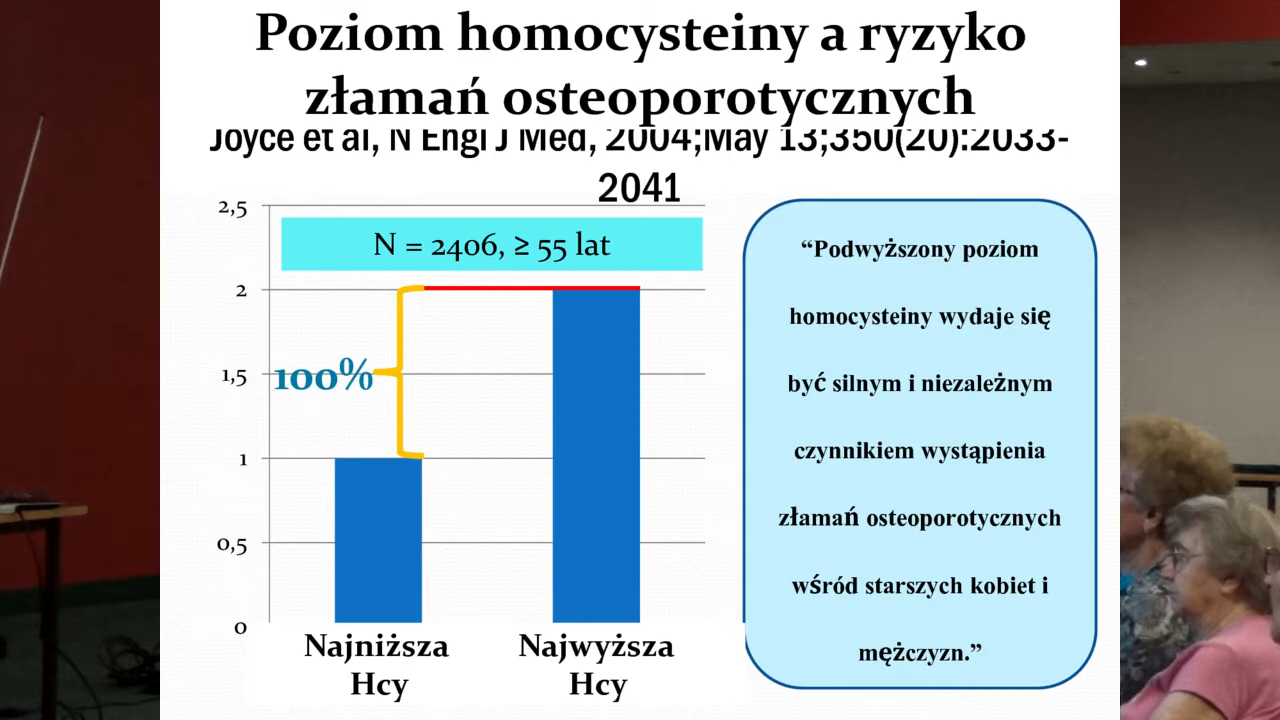 Poziom homocysteiny a ryzyko
złamań osteoporotycznych
Joyce et al, N Engl J Med, 2004;May 13;350(20):2033-
2041
2,5
2
1,5
1
0,5
0
N = 2406, ≥ 55 lat
100%
Najniższa
Hcy
Najwyższa
Hcy
“Podwyższony poziom
homocysteiny wydaje się
być silnym i niezależnym
czynnikiem wystąpienia
złamań osteoporotycznych
wśród starszych kobiet i
mężczyzn.”